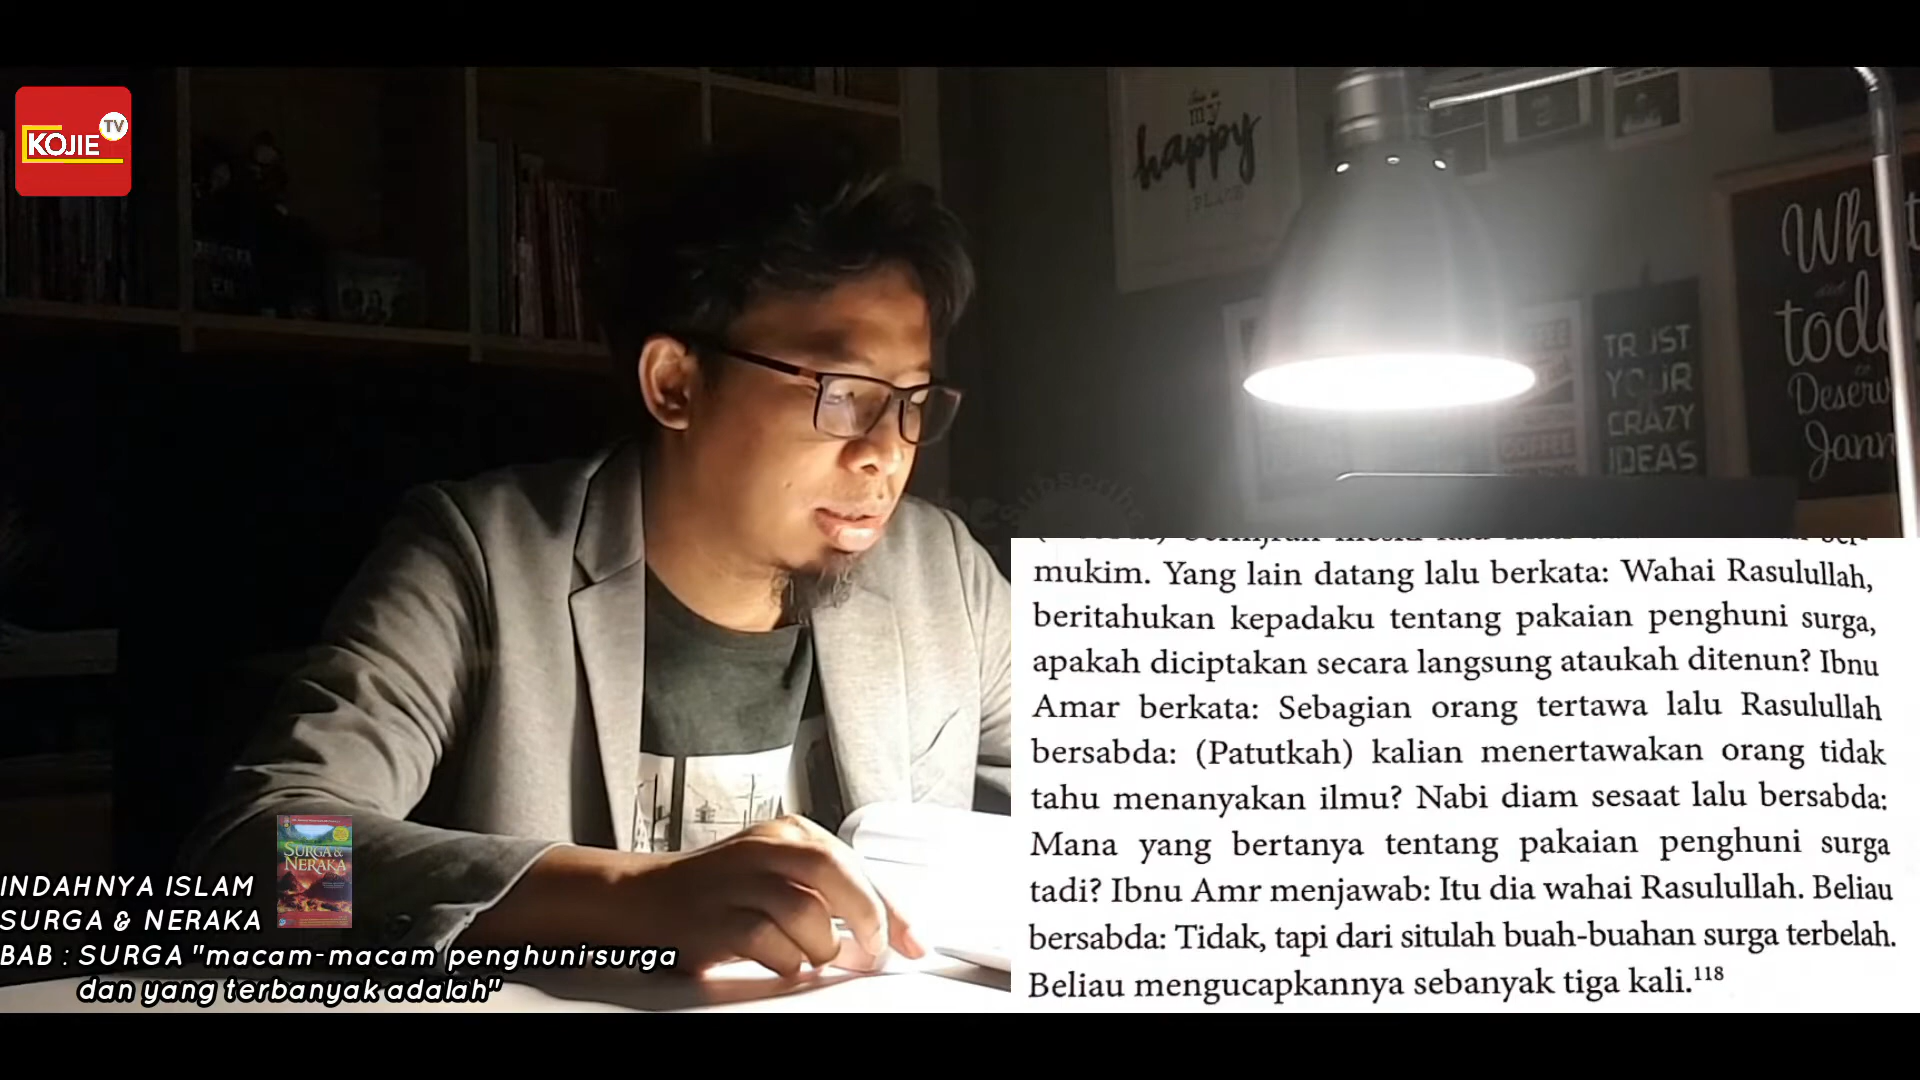 KOJIE TV
my
happy
PLACE
TRUST
YOUR
CRAZY
IDEAS
COFFEE
today
Subscribe
mukim. Yang lain datang lalu berkata: Wahai Rasulullah,
beritahukan kepadaku tentang pakaian penghuni surga,
apakah diciptakan secara langsung ataukah ditenun? Ibnu
Amar berkata: Sebagian orang tertawa lalu Rasulullah
bersabda: (Patutkah) kalian menertawakan orang tidak
tahu menanyakan ilmu? Nabi diam sesaat lalu bersabda:
Mana yang bertanya tentang pakaian penghuni surga
tadi? Ibnu Amr menjawab: Itu dia wahai Rasulullah. Beliau
bersabda: Tidak, tapi dari situlah buah-buahan surga terbelah.
Beliau mengucapkannya sebanyak tiga kali.118
SURGA &
NERAKA
INDAHNYA ISLAM
SURGA & NERAKA
BAB : SURGA "macam-macam penghuni surga
dan yang terbanyak adalah"